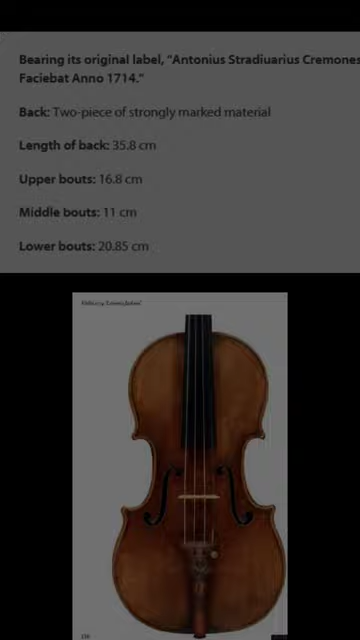 Bearing its original label, "Antonius Stradiuarius Cremones
Faciebat Anno 1714."
Back: Two-piece of strongly marked material
Length of back: 35.8 cm
Upper bouts: 16.8 cm
Middle bouts: 11 cm
Lower bouts: 20.85 cm